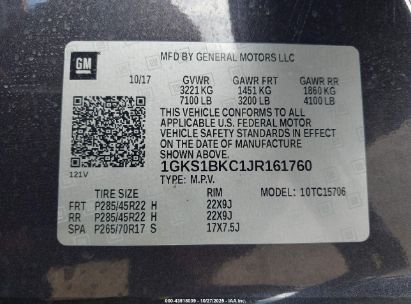 GM
MFD BY GENERAL MOTORS LLC
10/17 GVWR GAWR FRT GAWR RR
3221 KG 1451 KG 1860 KG
7100 LB 3200 LB 4100 LB
THIS VEHICLE CONFORMS TO ALL
APPLICABLE U.S. FEDERAL MOTOR
VEHICLE SAFETY STANDARDS IN EFFECT
ON THE DATE OF MANUFACTURE
SHOWN ABOVE.
1GKS1BKC1JR161760
121V TYPE: M.P.V.
TIRE SIZE RIM MODEL: 10TC15706
FRT P285/45R22 H 22X9J
RR P285/45R22 H 22X9J
SPA P265/70R17 S 17X7.5J